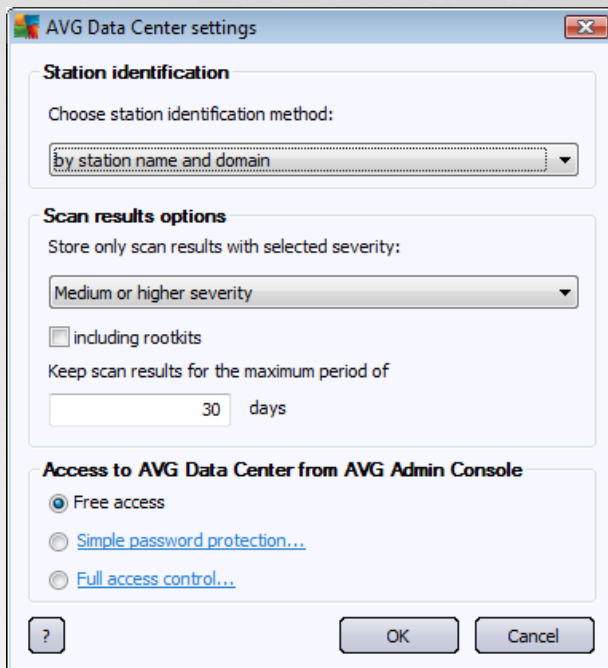 AVG Data Center settings
Station identification
Choose station identification method:
by station name and domain
Scan results options
Store only scan results with selected severity:
Medium or higher severity
including rootkits
Keep scan results for the maximum period of
30 days
Access to AVG Data Center from AVG Admin Console
Free access
Simple password protection...
Full access control...
? OK Cancel